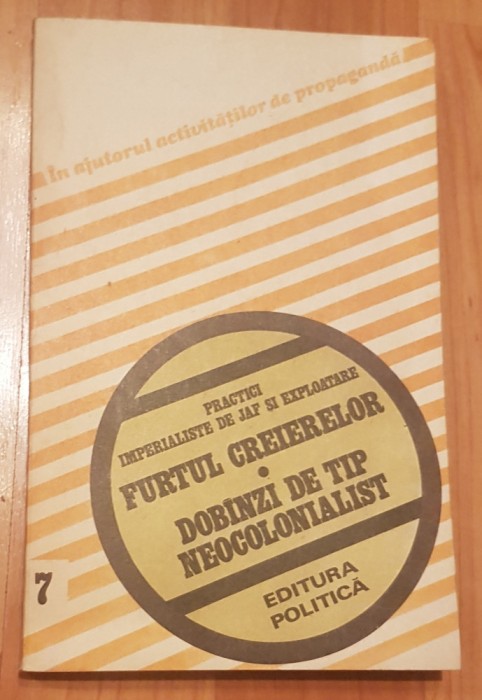 În ajutorul activităților de propagandă
PRACTICI
IMPERIALISTE DE JAF SI EXPLOATARE
FURTUL CREIERELOR
•
DOBÎNZI DE TIP
NEOCOLONIALIST
EDITURA
POLITICĂ
7